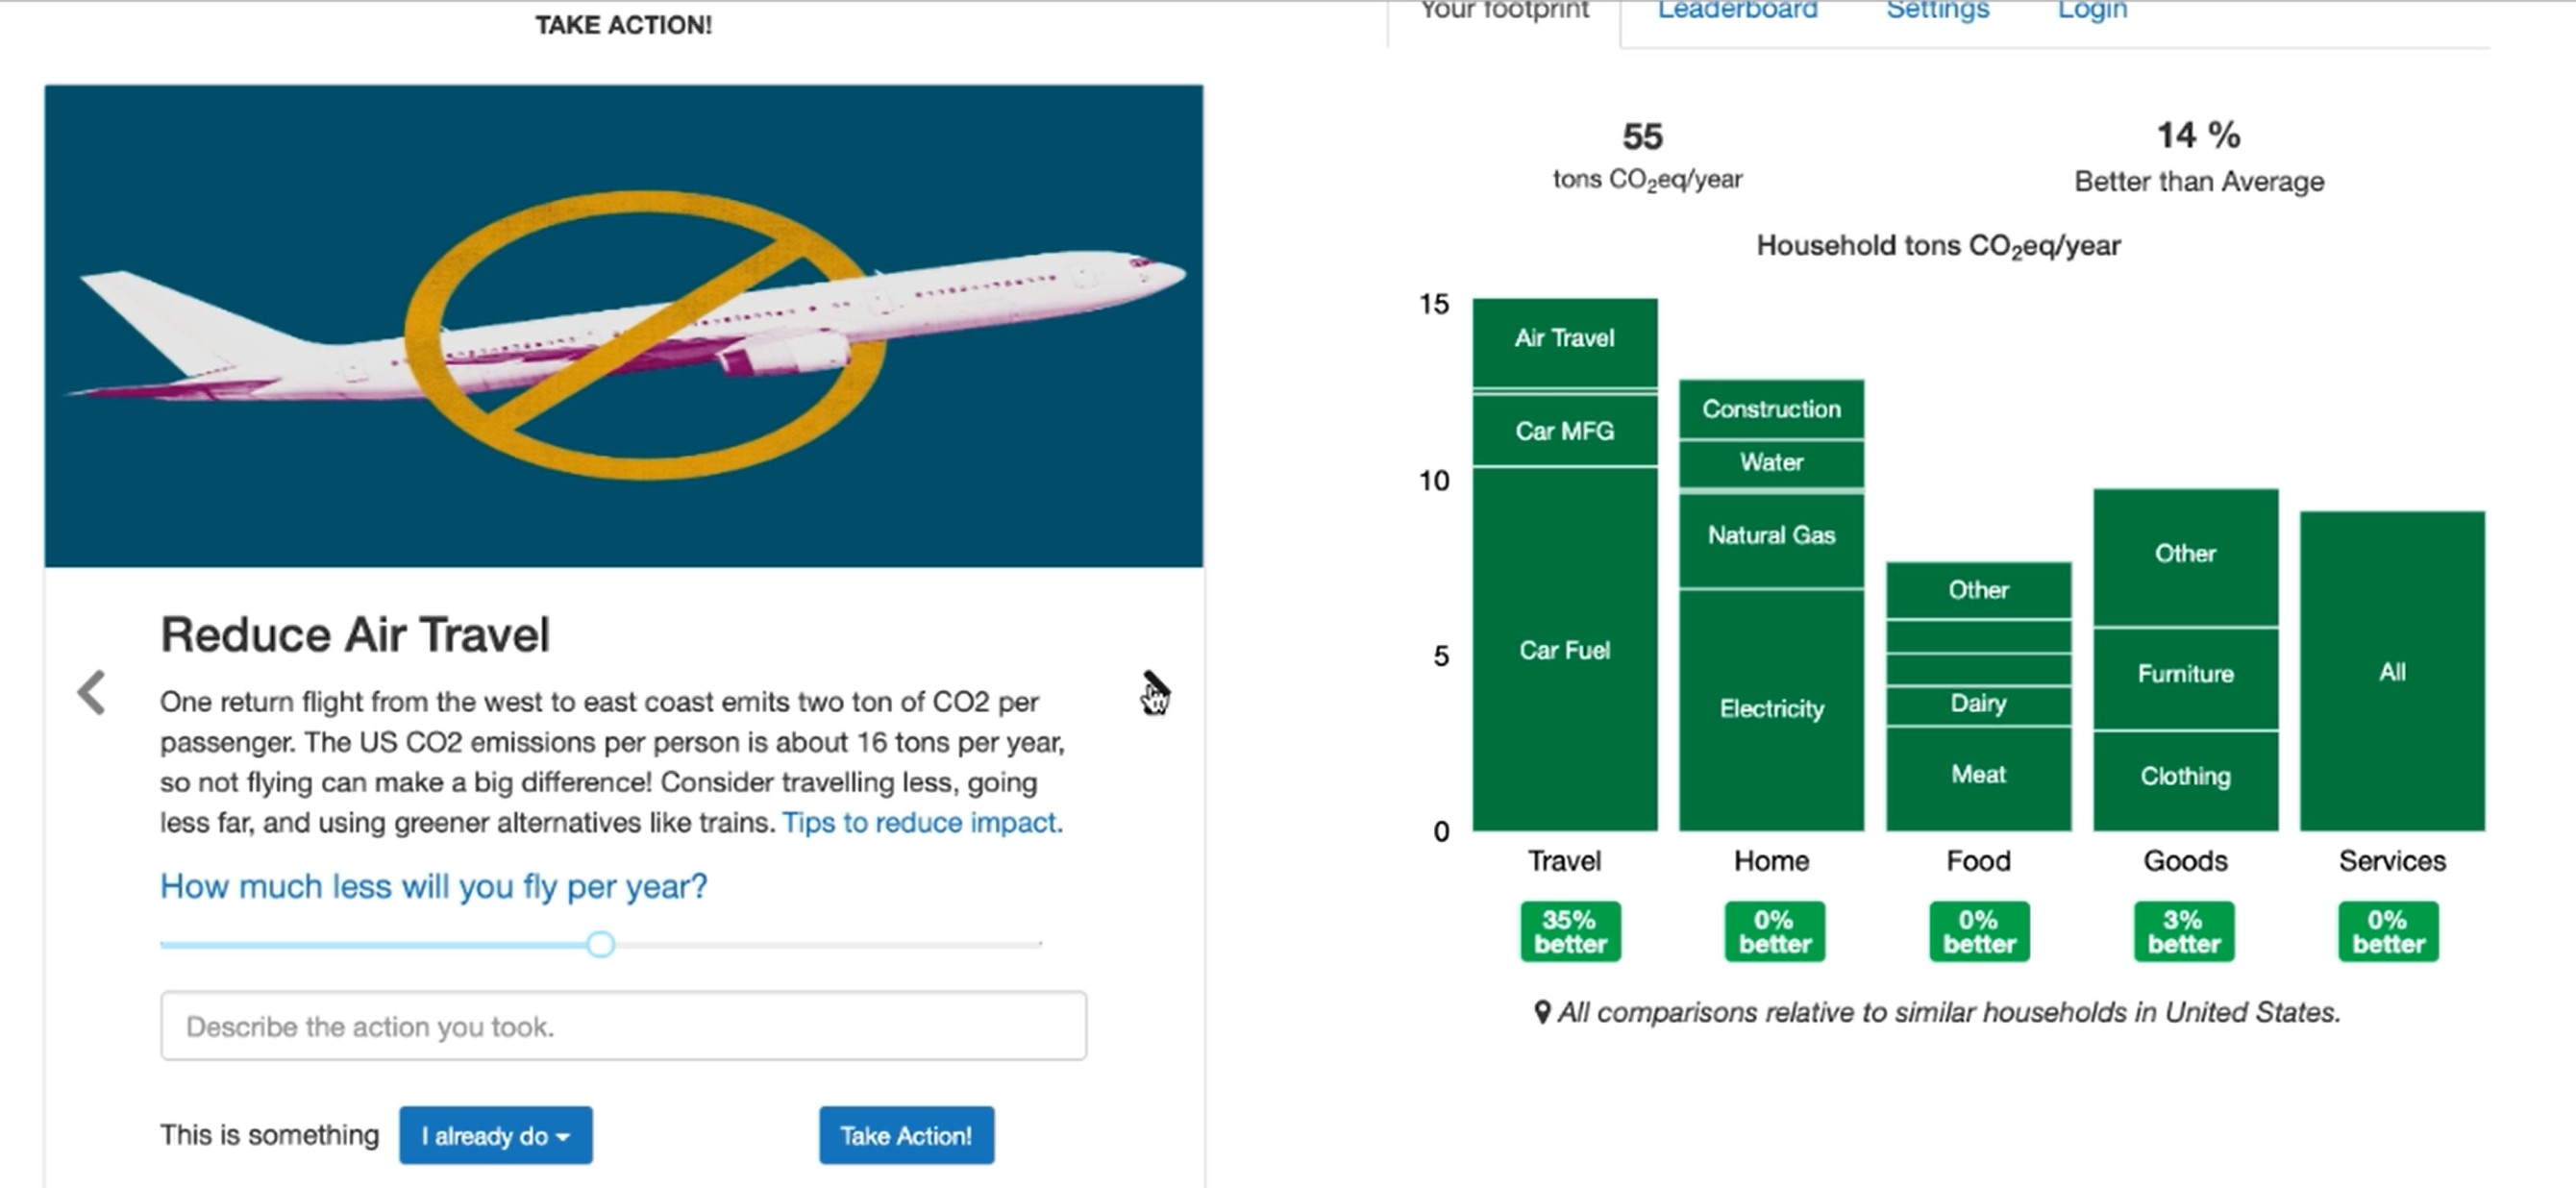 TAKE ACTION!
Your footprint
Leaderboard
Settings
Login
Reduce Air Travel
One return flight from the west to east coast emits two ton of CO2 per
passenger. The US CO2 emissions per person is about 16 tons per year,
so not flying can make a big difference! Consider travelling less, going
less far, and using greener alternatives like trains. Tips to reduce impact.
How much less will you fly per year?
Describe the action you took.
This is something
I already do
Take Action!
55
tons CO₂eq/year
14 %
Better than Average
Household tons CO₂eq/year
15
10
5
0
Air Travel
Car MFG
Car Fuel
Construction
Water
Natural Gas
Electricity
Other
Dairy
Meat
Other
Furniture
Clothing
All
Travel
Home
Food
Goods
Services
35%
better
0%
better
0%
better
3%
better
0%
better
All comparisons relative to similar households in United States.